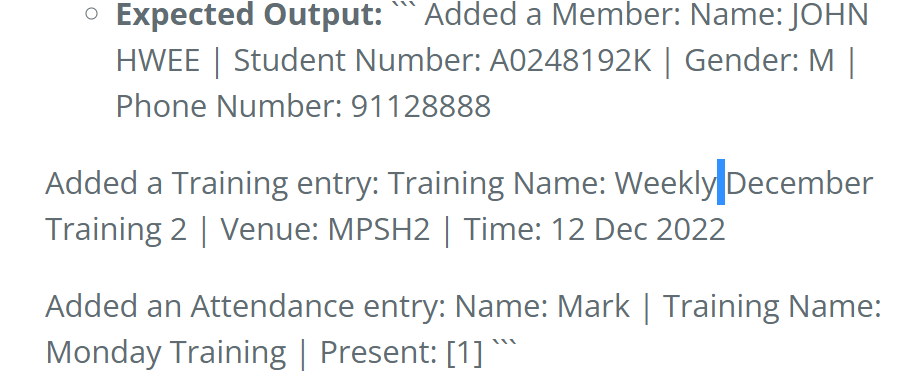 Expected Output: ``` Added a Member: Name: JOHN
HWEE | Student Number: A0248192K | Gender: M |
Phone Number: 91128888
Added a Training entry: Training Name: Weekly December
Training 2 | Venue: MPSH2 | Time: 12 Dec 2022
Added an Attendance entry: Name: Mark | Training Name:
Monday Training | Present: [1] ```